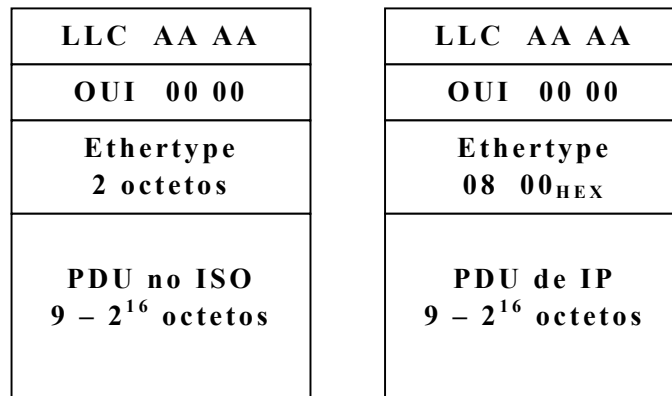 LLC AA AA
OUI 00 00
Ethertype
2 octetos
PDU no ISO
9 – 2¹⁶ octetos
LLC AA AA
OUI 00 00
Ethertype
08 00HEX
PDU de IP
9 – 2¹⁶ octetos